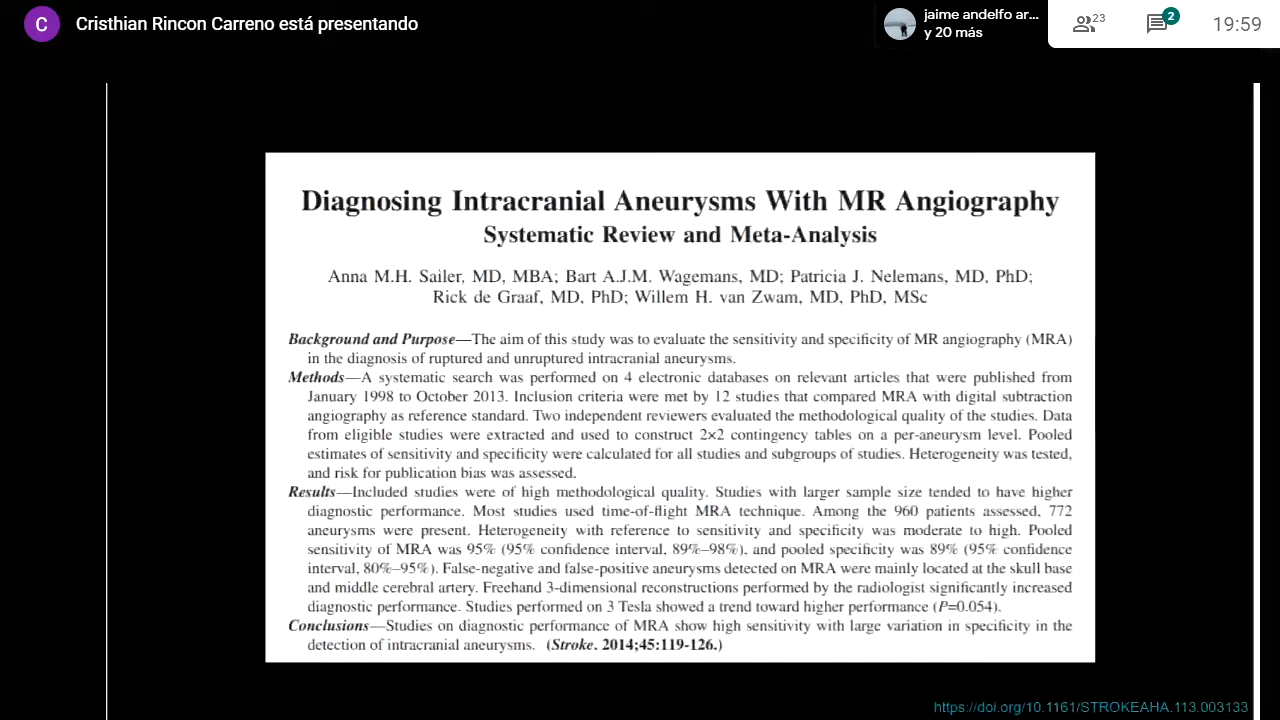 C
Cristhian Rincon Carreno está presentando
jaime andelfo ar...
y 20 más
23
2
19:59
Diagnosing Intracranial Aneurysms With MR Angiography
Systematic Review and Meta-Analysis
Anna M.H. Sailer, MD, MBA; Bart A.J.M. Wagemans, MD; Patricia J. Nelemans, MD, PhD;
Rick de Graaf, MD, PhD; Willem H. van Zwam, MD, PhD, MSc
Background and Purpose—The aim of this study was to evaluate the sensitivity and specificity of MR angiography (MRA)
in the diagnosis of ruptured and unruptured intracranial aneurysms.
Methods—A systematic search was performed on 4 electronic databases on relevant articles that were published from
January 1998 to October 2013. Inclusion criteria were met by 12 studies that compared MRA with digital subtraction
angiography as reference standard. Two independent reviewers evaluated the methodological quality of the studies. Data
from eligible studies were extracted and used to construct 2×2 contingency tables on a per-aneurysm level. Pooled
estimates of sensitivity and specificity were calculated for all studies and subgroups of studies. Heterogeneity was tested,
and risk for publication bias was assessed.
Results—Included studies were of high methodological quality. Studies with larger sample size tended to have higher
diagnostic performance. Most studies used time-of-flight MRA technique. Among the 960 patients assessed, 772
aneurysms were present. Heterogeneity with reference to sensitivity and specificity was moderate to high. Pooled
sensitivity of MRA was 95% (95% confidence interval, 89%–98%), and pooled specificity was 89% (95% confidence
interval, 80%–95%). False-negative and false-positive aneurysms detected on MRA were mainly located at the skull base
and middle cerebral artery. Freehand 3-dimensional reconstructions performed by the radiologist significantly increased
diagnostic performance. Studies performed on 3 Tesla showed a trend toward higher performance (P=0.054).
Conclusions—Studies on diagnostic performance of MRA show high sensitivity with large variation in specificity in the
detection of intracranial aneurysms. (Stroke. 2014;45:119-126.)
https://doi.org/10.1161/STROKEAHA.113.003133